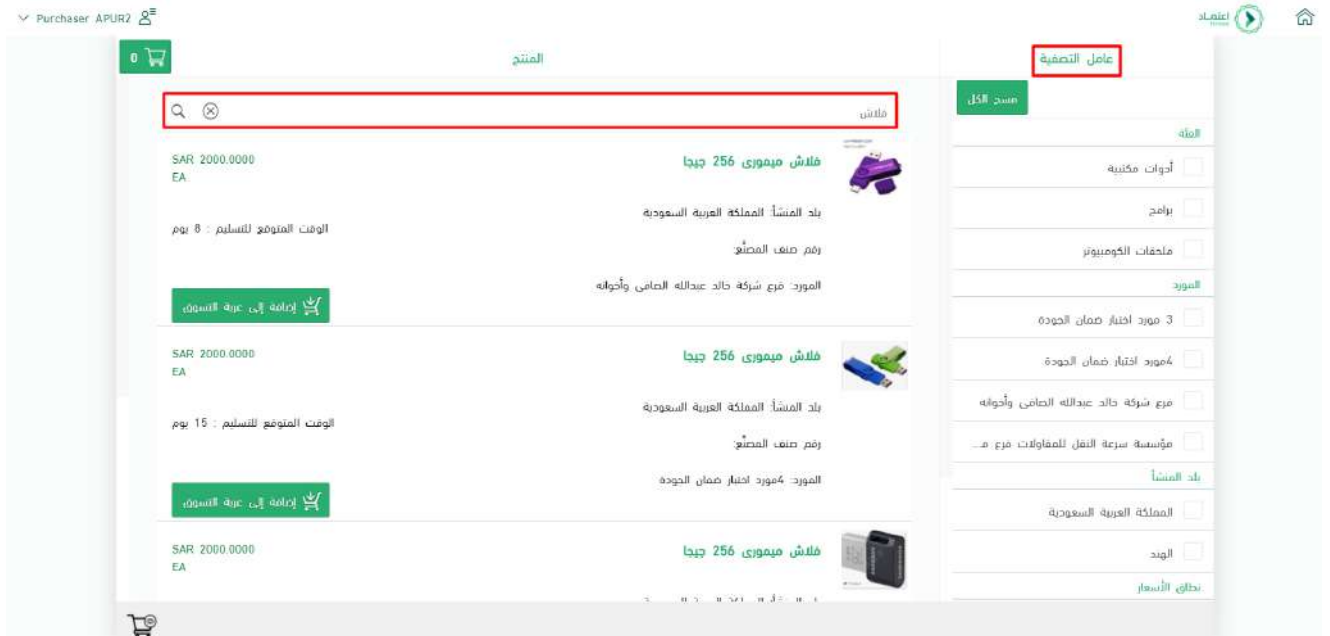 Purchaser APUR2
اعتماد
عامل التصفية
المنتج
0
مسح الكل
فلاش
الفئة
أدوات مكتبية
برامج
ملحقات الكومبيوتر
المورد
3 مورد اختبار ضمان الجودة
4مورد اختبار ضمان الجودة
فرع شركة خالد عبدالله الصافي وأخوانه
مؤسسة سرعة النقل للمقاولات فرع م...
بلد المنشأ
المملكة العربية السعودية
الهند
نطاق الأسعار
فلاش ميموري 256 جيجا
SAR 2000.0000
EA
بلد المنشأ: المملكة العربية السعودية
الوقت المتوقع للتسليم : 8 يوم
رقم صنف المصنّع:
المورد: فرع شركة خالد عبدالله الصافي وأخوانه
إضافة إلى عربة التسوق
فلاش ميموري 256 جيجا
SAR 2000.0000
EA
بلد المنشأ: المملكة العربية السعودية
الوقت المتوقع للتسليم : 15 يوم
رقم صنف المصنّع:
المورد: 4مورد اختبار ضمان الجودة
إضافة إلى عربة التسوق
فلاش ميموري 256 جيجا
SAR 2000.0000
EA